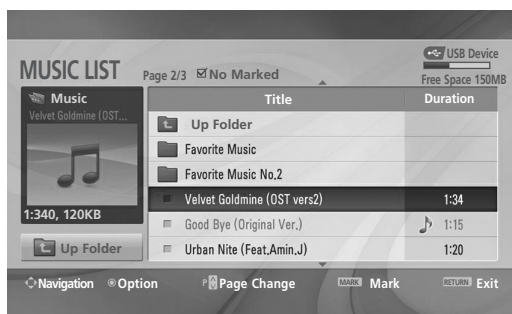 USB Device
MUSIC LIST
Page 2/3
No Marked
Free Space 150MB
Music
Velvet Goldmine (OST...
Title
Duration
Up Folder
Favorite Music
Favorite Music No,2
Velvet Goldmine (OST vers2) 1:34
Good Bye (Original Ver,) 1:15
Urban Nite (Feat,Amin,J) 1:20
1:340, 120KB
Up Folder
Navigation
Option
P Page Change
MARK Mark
RETURN Exit